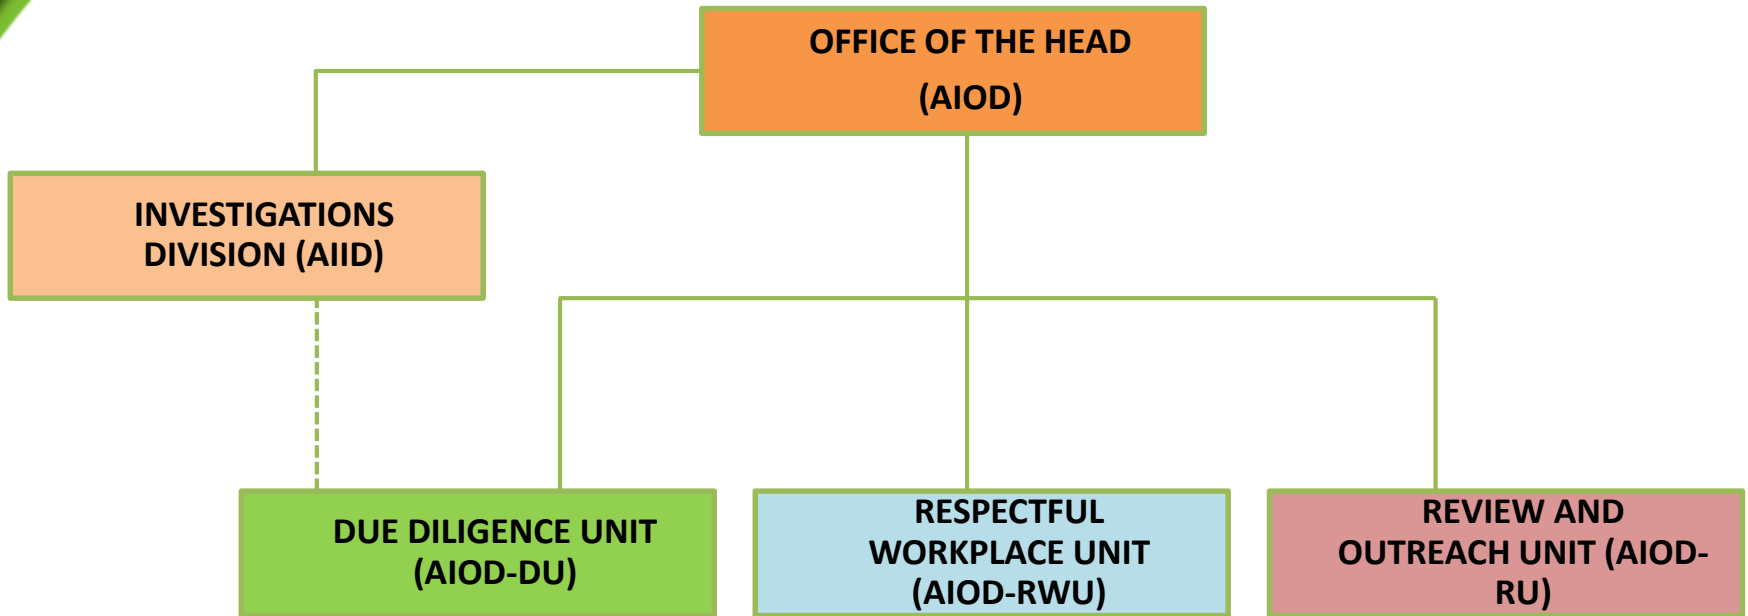 OFFICE OF THE HEAD
(AIOD)
INVESTIGATIONS
DIVISION (AIID)
DUE DILIGENCE UNIT
(AIOD-DU)
RESPECTFUL
WORKPLACE UNIT
(AIOD-RWU)
REVIEW AND
OUTREACH UNIT (AIOD-
RU)